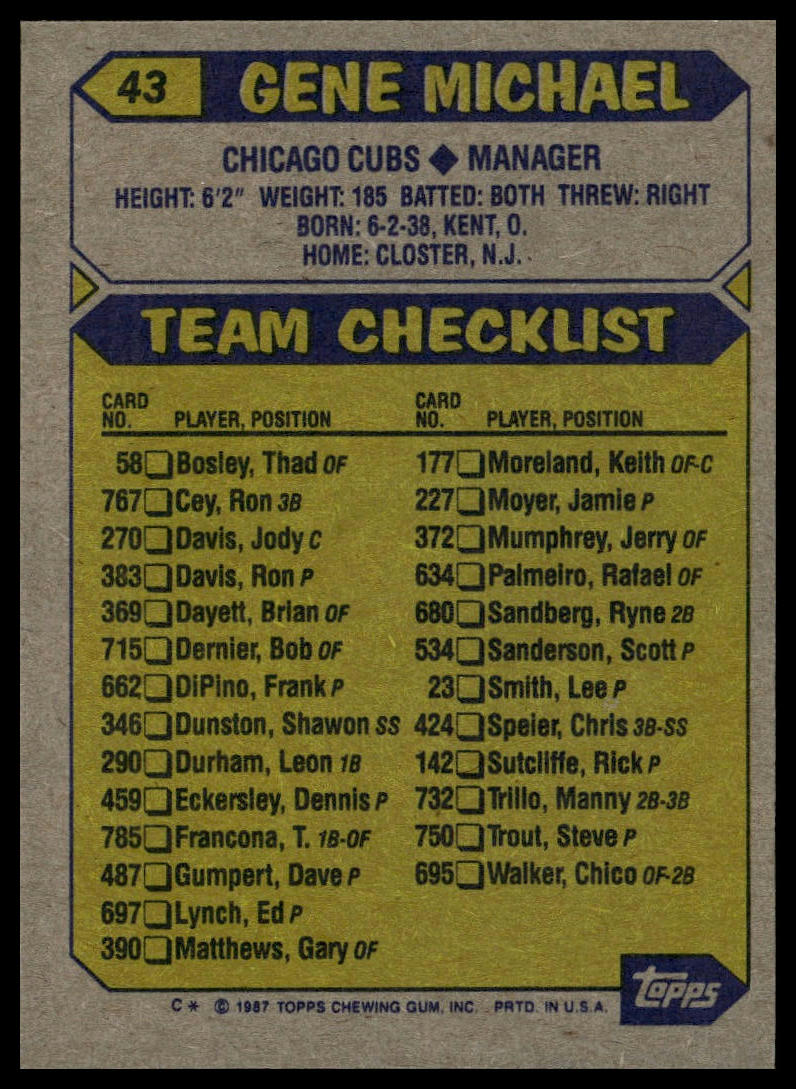 43 GENE MICHAEL
CHICAGO CUBS ◆ MANAGER
HEIGHT: 6'2" WEIGHT: 185 BATTED: BOTH THREW: RIGHT
BORN: 6-2-38, KENT, O.
HOME: CLOSTER, N.J.
TEAM CHECKLIST
CARD
NO. PLAYER, POSITION
58 Bosley, Thad OF
767 Cey, Ron 3B
270 Davis, Jody C
383 Davis, Ron P
369 Dayett, Brian OF
715 Dernier, Bob OF
662 DiPino, Frank P
346 Dunston, Shawon SS
290 Durham, Leon 1B
459 Eckersley, Dennis P
785 Francona, T. 1B-OF
487 Gumpert, Dave P
697 Lynch, Ed P
390 Matthews, Gary OF
CARD
NO. PLAYER, POSITION
177 Moreland, Keith OF-C
227 Moyer, Jamie P
372 Mumphrey, Jerry OF
634 Palmeiro, Rafael OF
680 Sandberg, Ryne 2B
534 Sanderson, Scott P
23 Smith, Lee P
424 Speier, Chris 3B-SS
142 Sutcliffe, Rick P
732 Trillo, Manny 2B-3B
750 Trout, Steve P
695 Walker, Chico OF-2B
C* © 1987 TOPPS CHEWING GUM, INC. PRTD. IN U.S.A.
Topps